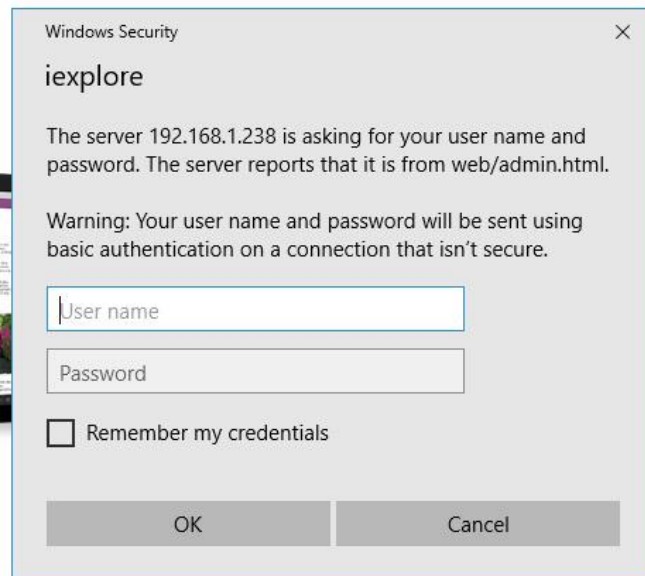 Windows Security
iexplore
The server 192.168.1.238 is asking for your user name and
password. The server reports that it is from web/admin.html.
Warning: Your user name and password will be sent using
basic authentication on a connection that isn't secure.
User name
Password
Remember my credentials
OK
Cancel